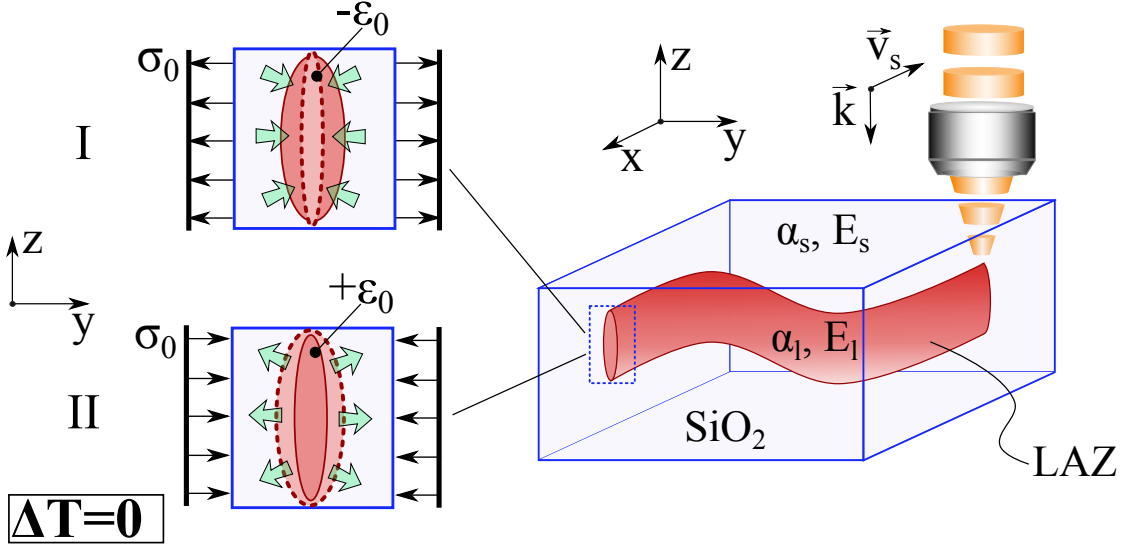 -ε₀
σ₀
I
z
y
+ε₀
σ₀
II
ΔT=0
z
y
x
v⃗ₛ
k⃗
αₛ, Eₛ
αₗ, Eₗ
SiO₂
LAZ